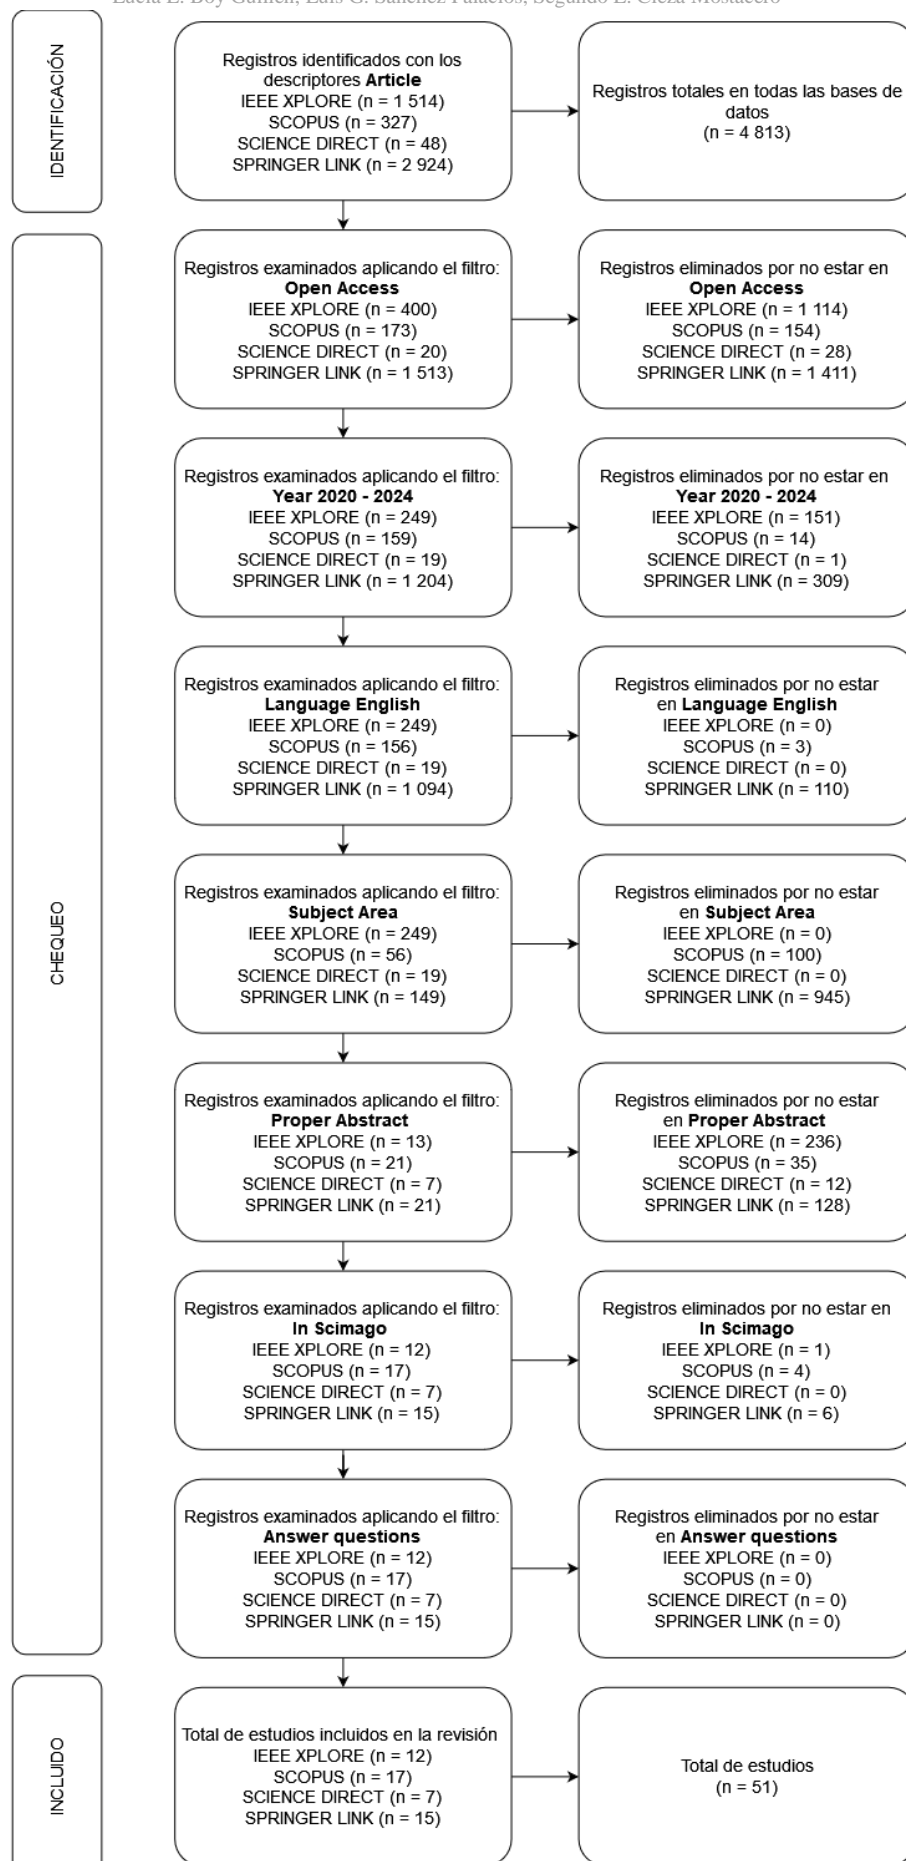 Lucía E. Boy Guillén, Luis G. Sánchez Palacios, Segundo E. Cieza Mostacero
IDENTIFICACIÓN
Registros identificados con los
descriptores Article
IEEE XPLORE (n = 1 514)
SCOPUS (n = 327)
SCIENCE DIRECT (n = 48)
SPRINGER LINK (n = 2 924)
Registros totales en todas las bases de
datos
(n = 4 813)
CHEQUEO
Registros examinados aplicando el filtro:
Open Access
IEEE XPLORE (n = 400)
SCOPUS (n = 173)
SCIENCE DIRECT (n = 20)
SPRINGER LINK (n = 1 513)
Registros eliminados por no estar en
Open Access
IEEE XPLORE (n = 1 114)
SCOPUS (n = 154)
SCIENCE DIRECT (n = 28)
SPRINGER LINK (n = 1 411)
Registros examinados aplicando el filtro:
Year 2020 - 2024
IEEE XPLORE (n = 249)
SCOPUS (n = 159)
SCIENCE DIRECT (n = 19)
SPRINGER LINK (n = 1 204)
Registros eliminados por no estar en
Year 2020 - 2024
IEEE XPLORE (n = 151)
SCOPUS (n = 14)
SCIENCE DIRECT (n = 1)
SPRINGER LINK (n = 309)
Registros examinados aplicando el filtro:
Language English
IEEE XPLORE (n = 249)
SCOPUS (n = 156)
SCIENCE DIRECT (n = 19)
SPRINGER LINK (n = 1 094)
Registros eliminados por no estar
en Language English
IEEE XPLORE (n = 0)
SCOPUS (n = 3)
SCIENCE DIRECT (n = 0)
SPRINGER LINK (n = 110)
Registros examinados aplicando el filtro:
Subject Area
IEEE XPLORE (n = 249)
SCOPUS (n = 56)
SCIENCE DIRECT (n = 19)
SPRINGER LINK (n = 149)
Registros eliminados por no estar
en Subject Area
IEEE XPLORE (n = 0)
SCOPUS (n = 100)
SCIENCE DIRECT (n = 0)
SPRINGER LINK (n = 945)
Registros examinados aplicando el filtro:
Proper Abstract
IEEE XPLORE (n = 13)
SCOPUS (n = 21)
SCIENCE DIRECT (n = 7)
SPRINGER LINK (n = 21)
Registros eliminados por no estar
en Proper Abstract
IEEE XPLORE (n = 236)
SCOPUS (n = 35)
SCIENCE DIRECT (n = 12)
SPRINGER LINK (n = 128)
Registros examinados aplicando el filtro:
In Scimago
IEEE XPLORE (n = 12)
SCOPUS (n = 17)
SCIENCE DIRECT (n = 7)
SPRINGER LINK (n = 15)
Registros eliminados por no estar en
In Scimago
IEEE XPLORE (n = 1)
SCOPUS (n = 4)
SCIENCE DIRECT (n = 0)
SPRINGER LINK (n = 6)
Registros examinados aplicando el filtro:
Answer questions
IEEE XPLORE (n = 12)
SCOPUS (n = 17)
SCIENCE DIRECT (n = 7)
SPRINGER LINK (n = 15)
Registros eliminados por no estar
en Answer questions
IEEE XPLORE (n = 0)
SCOPUS (n = 0)
SCIENCE DIRECT (n = 0)
SPRINGER LINK (n = 0)
INCLUIDO
Total de estudios incluidos en la revisión
IEEE XPLORE (n = 12)
SCOPUS (n = 17)
SCIENCE DIRECT (n = 7)
SPRINGER LINK (n = 15)
Total de estudios
(n = 51)